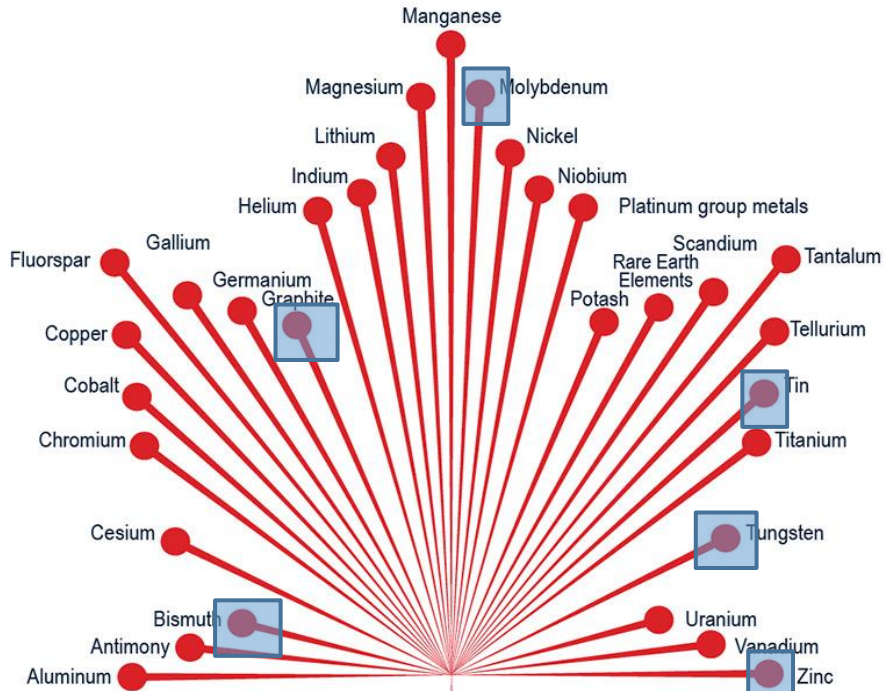 Manganese
Magnesium
Molybdenum
Lithium
Nickel
Indium
Niobium
Helium
Platinum group metals
Gallium
Scandium
Fluorspar
Tantalum
Germanium
Rare Earth
Elements
Graphite
Potash
Copper
Tellurium
Cobalt
Tin
Chromium
Titanium
Cesium
Tungsten
Bismuth
Uranium
Antimony
Vanadium
Aluminum
Zinc